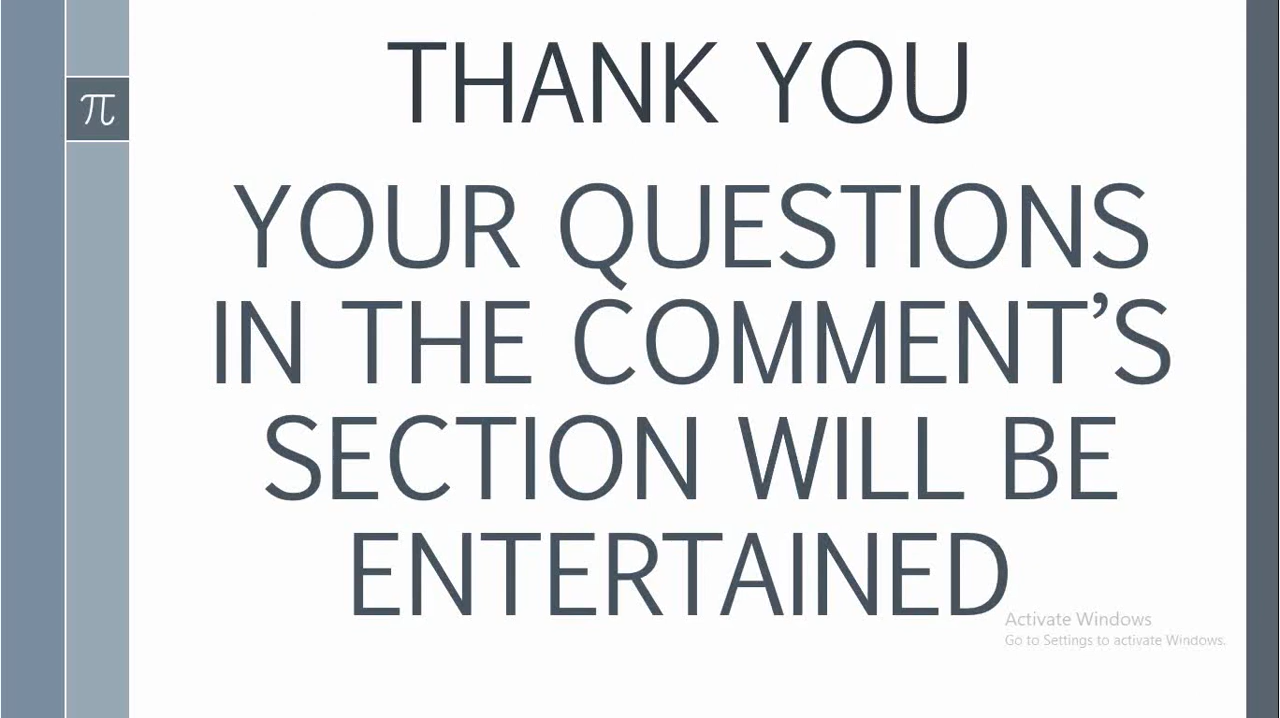 π
THANK YOU
YOUR QUESTIONS
IN THE COMMENT’S
SECTION WILL BE
ENTERTAINED
Activate Windows
Go to Settings to activate Windows.